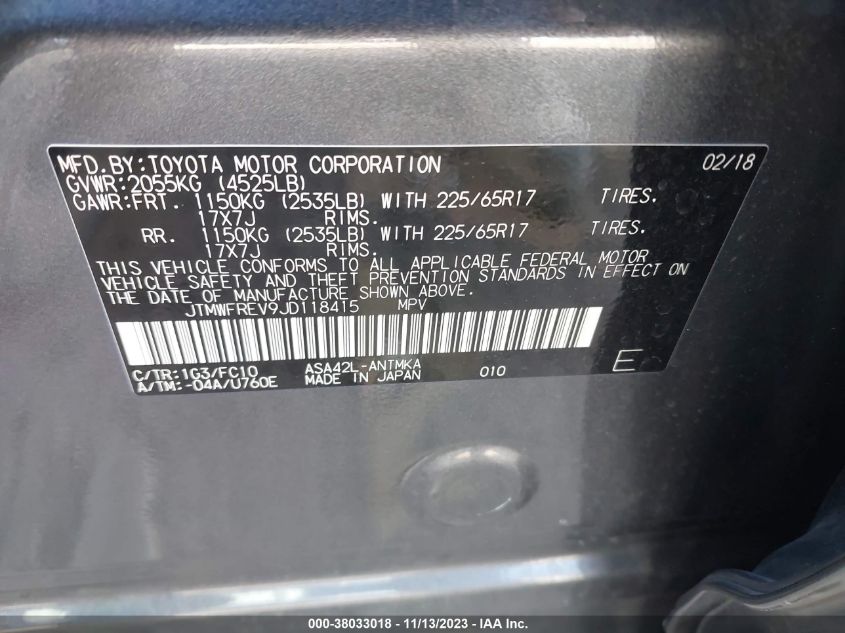 MFD.BY:TOYOTA MOTOR CORPORATION 02/18
GVWR:2055KG (4525LB)
GAWR:FRT. 1150KG (2535LB) WITH 225/65R17 TIRES.
17X7J RIMS.
RR. 1150KG (2535LB) WITH 225/65R17 TIRES.
17X7J RIMS.
THIS VEHICLE CONFORMS TO ALL APPLICABLE FEDERAL MOTOR
VEHICLE SAFETY AND THEFT PREVENTION STANDARDS IN EFFECT ON
THE DATE OF MANUFACTURE SHOWN ABOVE.
JTMWFREV9JD118415 MPV
C/TR:1G3/FC10 ASA42L-ANTMKA 010 E
A/TM:-04A/U760E MADE IN JAPAN
000-38033018 - 11/13/2023 - IAA Inc.